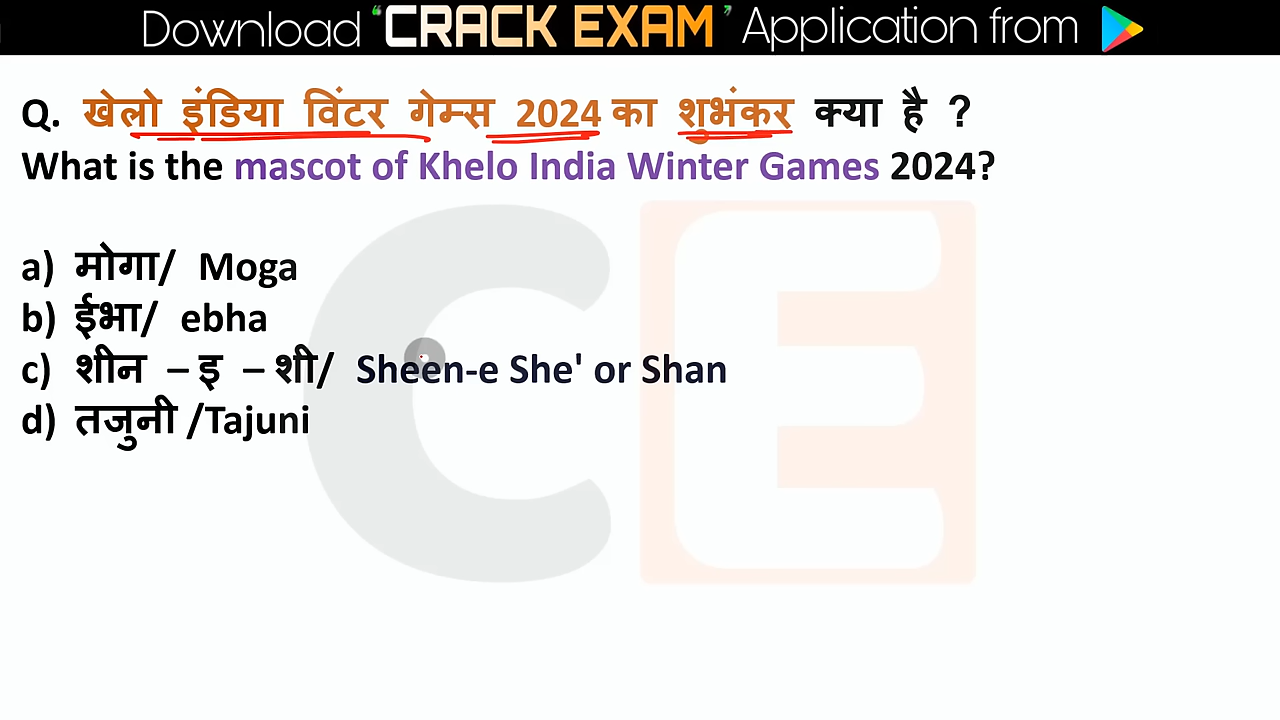 Download “CRACK EXAM” Application from
Q. खेलो इंडिया विंटर गेम्स 2024 का शुभंकर क्या है ?
What is the mascot of Khelo India Winter Games 2024?
a) मोगा/ Moga
b) ईभा/ ebha
c) शीन – इ – शी/ Sheen-e She' or Shan
d) तजुनी /Tajuni
CE